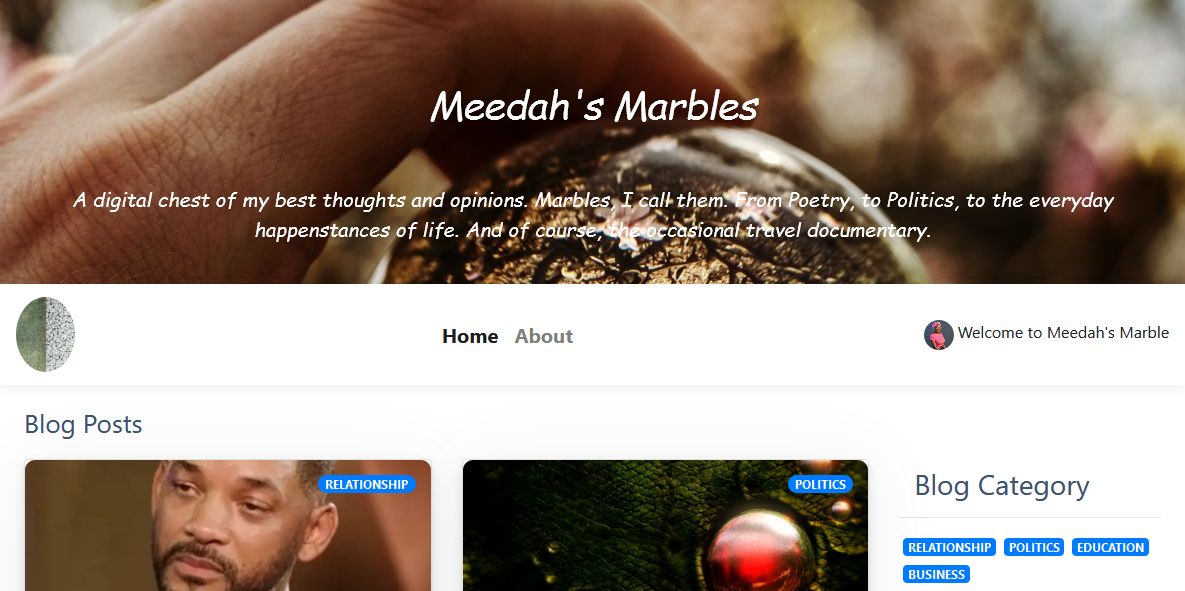 Meedah's Marbles
A digital chest of my best thoughts and opinions. Marbles, I call them. From Poetry, to Politics, to the everyday
happenstances of life. And of course, the occasional travel documentary.
Home About
Welcome to Meedah's Marble
Blog Posts
RELATIONSHIP
POLITICS
Blog Category
RELATIONSHIP POLITICS EDUCATION
BUSINESS